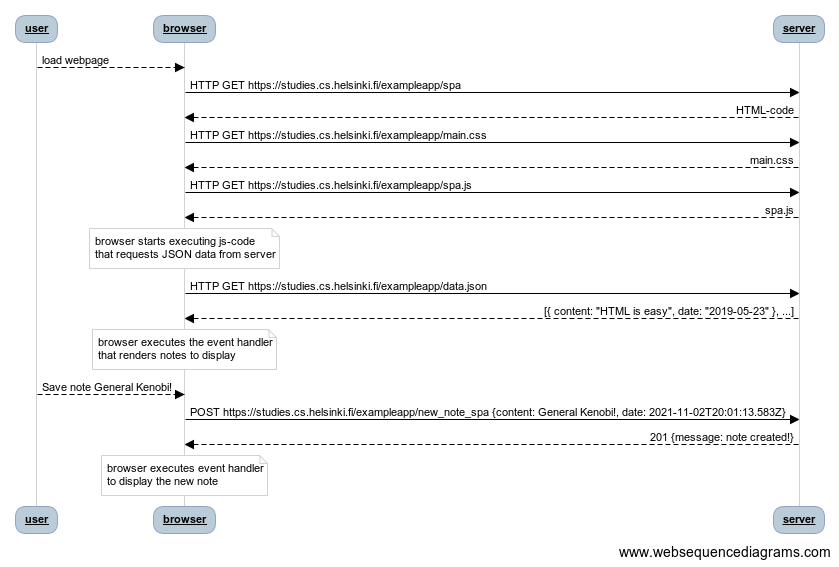 user browser server
load webpage
HTTP GET https://studies.cs.helsinki.fi/exampleapp/spa
HTML-code
HTTP GET https://studies.cs.helsinki.fi/exampleapp/main.css
main.css
HTTP GET https://studies.cs.helsinki.fi/exampleapp/spa.js
spa.js
browser starts executing js-code
that requests JSON data from server
HTTP GET https://studies.cs.helsinki.fi/exampleapp/data.json
[{ content: "HTML is easy", date: "2019-05-23" }, ...]
browser executes the event handler
that renders notes to display
Save note General Kenobi!
POST https://studies.cs.helsinki.fi/exampleapp/new_note_spa {content: General Kenobi!, date: 2021-11-02T20:01:13.583Z}
201 {message: note created!}
browser executes event handler
to display the new note
user browser server
www.websequencediagrams.com